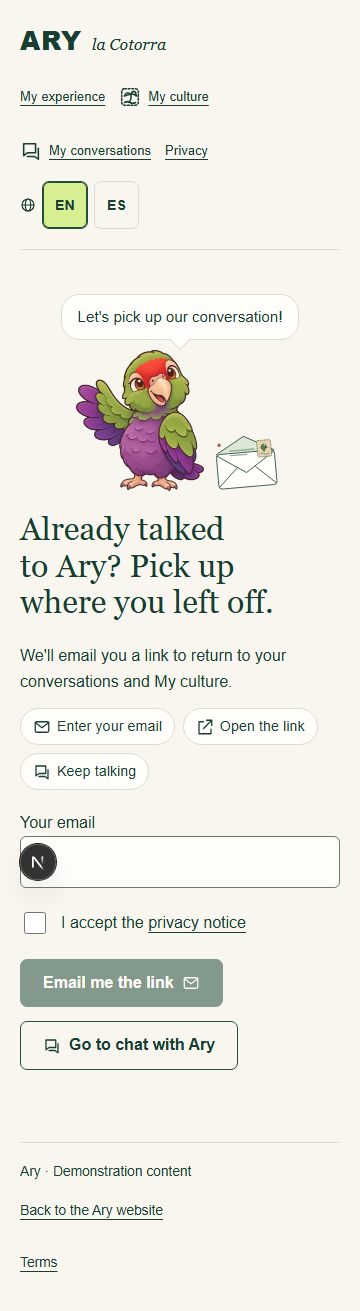 ARY la Cotorra
My experience My culture
My conversations Privacy
EN ES
Let's pick up our conversation!
Already talked
to Ary? Pick up
where you left off.
We'll email you a link to return to your
conversations and My culture.
Enter your email Open the link
Keep talking
Your email
N
I accept the privacy notice
Email me the link
Go to chat with Ary
Ary · Demonstration content
Back to the Ary website
Terms